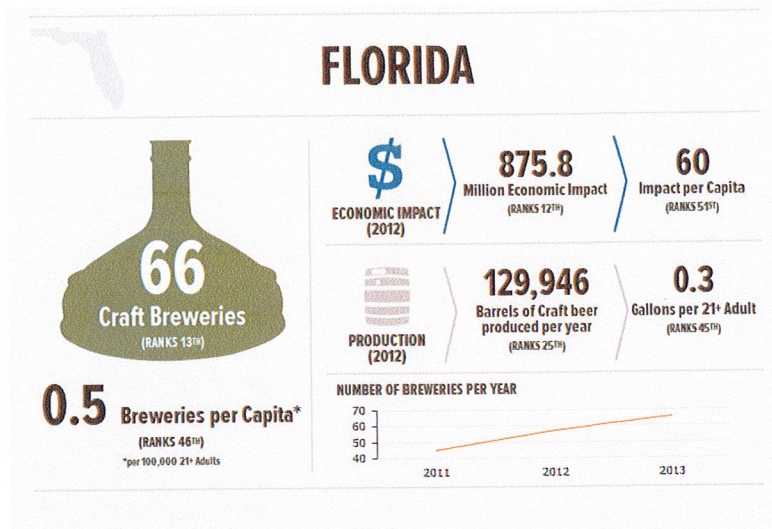 FLORIDA
66
Craft Breweries
(RANKS 13TH)
0.5 Breweries per Capita*
(RANKS 46TH)
*per 100,000 21+ Adults
$
ECONOMIC IMPACT
(2012)
875.8
Million Economic Impact
(RANKS 12TH)
60
Impact per Capita
(RANKS 51ST)
PRODUCTION
(2012)
129,946
Barrels of Craft beer
produced per year
(RANKS 25TH)
0.3
Gallons per 21+ Adult
(RANKS 45TH)
NUMBER OF BREWERIES PER YEAR
70
60
50
40
2011 2012 2013